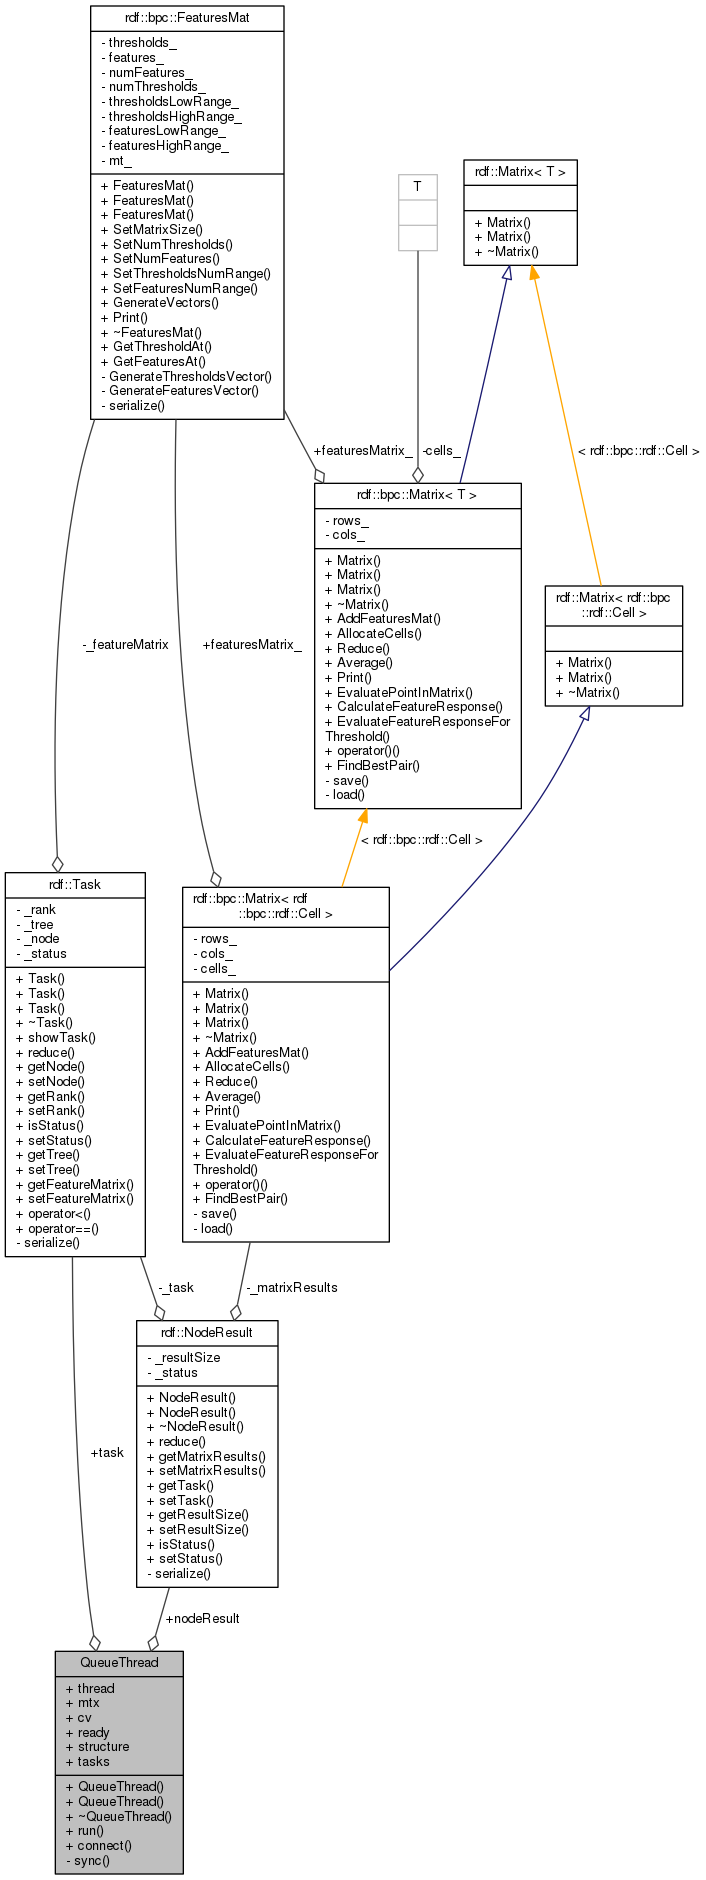 rdf::bpc::FeaturesMat
- thresholds_
- features_
- numFeatures_
- numThresholds_
- thresholdsLowRange_
- thresholdsHighRange_
- featuresLowRange_
- featuresHighRange_
- mt_
+ FeaturesMat()
+ FeaturesMat()
+ FeaturesMat()
+ SetMatrixSize()
+ SetNumThresholds()
+ SetNumFeatures()
+ SetThresholdsNumRange()
+ SetFeaturesNumRange()
+ GenerateVectors()
+ Print()
+ ~FeaturesMat()
+ GetThresholdAt()
+ GetFeaturesAt()
- GenerateThresholdsVector()
- GenerateFeaturesVector()
- serialize()
T
rdf::Matrix< T >
+ Matrix()
+ Matrix()
+ ~Matrix()
+featuresMatrix_
-cells_
< rdf::bpc::rdf::Cell >
rdf::bpc::Matrix< T >
- rows_
- cols_
+ Matrix()
+ Matrix()
+ Matrix()
+ ~Matrix()
+ AddFeaturesMat()
+ AllocateCells()
+ Reduce()
+ Average()
+ Print()
+ EvaluatePointInMatrix()
+ CalculateFeatureResponse()
+ EvaluateFeatureResponseFor
Threshold()
+ operator()()
+ FindBestPair()
- save()
- load()
rdf::Matrix< rdf::bpc
::rdf::Cell >
+ Matrix()
+ Matrix()
+ ~Matrix()
-_featureMatrix
+featuresMatrix_
< rdf::bpc::rdf::Cell >
rdf::Task
- _rank
- _tree
- _node
- _status
+ Task()
+ Task()
+ Task()
+ ~Task()
+ showTask()
+ reduce()
+ getNode()
+ setNode()
+ getRank()
+ setRank()
+ isStatus()
+ setStatus()
+ getTree()
+ setTree()
+ getFeatureMatrix()
+ setFeatureMatrix()
+ operator<()
+ operator==()
- serialize()
rdf::bpc::Matrix< rdf
::bpc::rdf::Cell >
- rows_
- cols_
- cells_
+ Matrix()
+ Matrix()
+ Matrix()
+ ~Matrix()
+ AddFeaturesMat()
+ AllocateCells()
+ Reduce()
+ Average()
+ Print()
+ EvaluatePointInMatrix()
+ CalculateFeatureResponse()
+ EvaluateFeatureResponseFor
Threshold()
+ operator()()
+ FindBestPair()
- save()
- load()
-_task
-_matrixResults
rdf::NodeResult
- _resultSize
- _status
+ NodeResult()
+ NodeResult()
+ ~NodeResult()
+ reduce()
+ getMatrixResults()
+ setMatrixResults()
+ getTask()
+ setTask()
+ getResultSize()
+ setResultSize()
+ isStatus()
+ setStatus()
- serialize()
+task
+nodeResult
QueueThread
+ thread
+ mtx
+ cv
+ ready
+ structure
+ tasks
+ QueueThread()
+ QueueThread()
+ ~QueueThread()
+ run()
+ connect()
- sync()